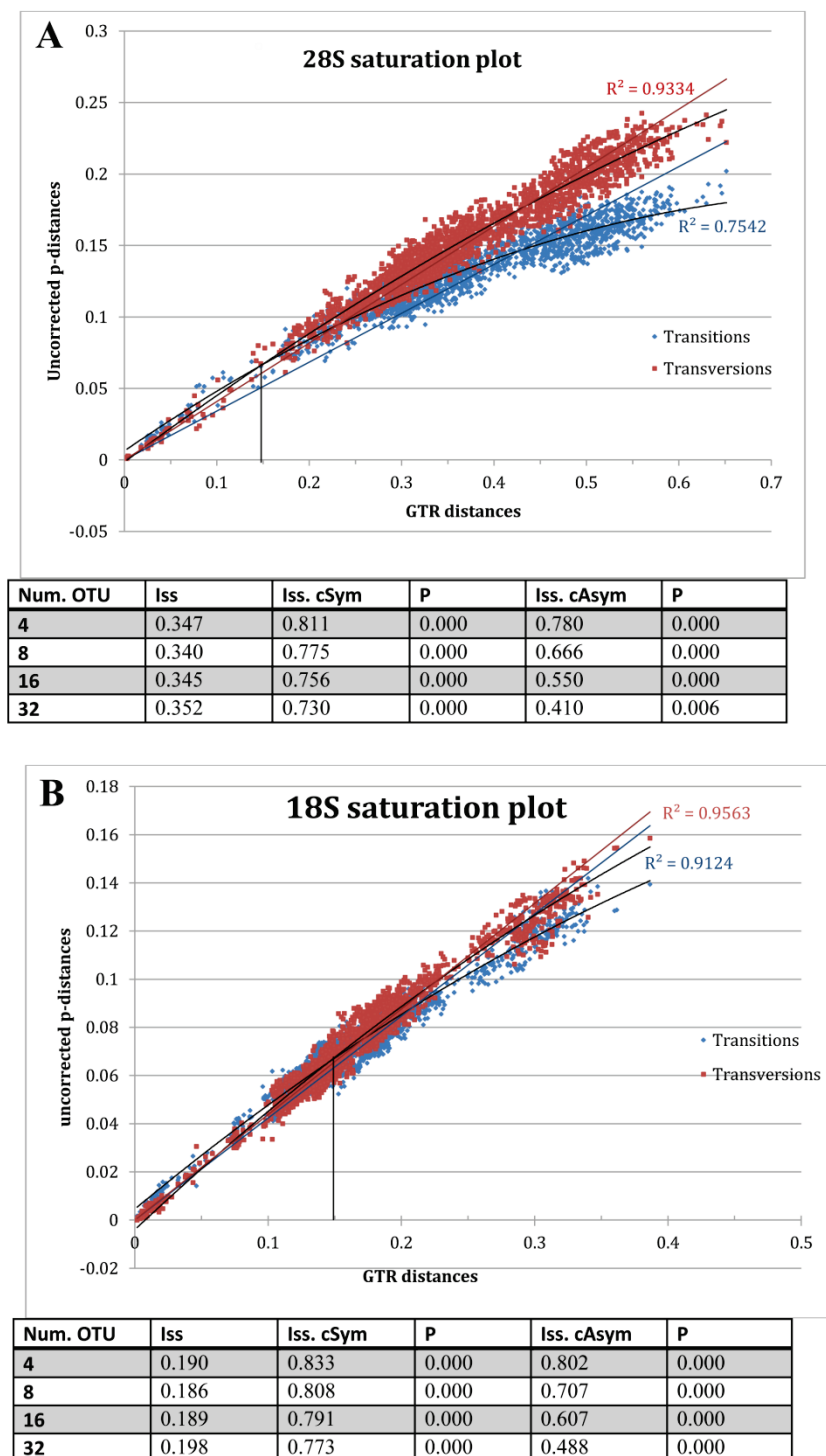 A
28S saturation plot
0.3
0.25
0.2
0.15
0.1
0.05
0
-0.05
Uncorrected p-distances
R² = 0.9334
R² = 0.7542
Transitions
Transversions
0 0.1 0.2 0.3 0.4 0.5 0.6 0.7
GTR distances
Num. OTU Iss Iss. cSym P Iss. cAsym P
4 0.347 0.811 0.000 0.780 0.000
8 0.340 0.775 0.000 0.666 0.000
16 0.345 0.756 0.000 0.550 0.000
32 0.352 0.730 0.000 0.410 0.006
B
18S saturation plot
0.18
0.16
0.14
0.12
0.1
0.08
0.06
0.04
0.02
0
-0.02
uncorrected p-distances
R² = 0.9563
R² = 0.9124
Transitions
Transversions
0 0.1 0.2 0.3 0.4 0.5
GTR distances
Num. OTU Iss Iss. cSym P Iss. cAsym P
4 0.190 0.833 0.000 0.802 0.000
8 0.186 0.808 0.000 0.707 0.000
16 0.189 0.791 0.000 0.607 0.000
32 0.198 0.773 0.000 0.488 0.000